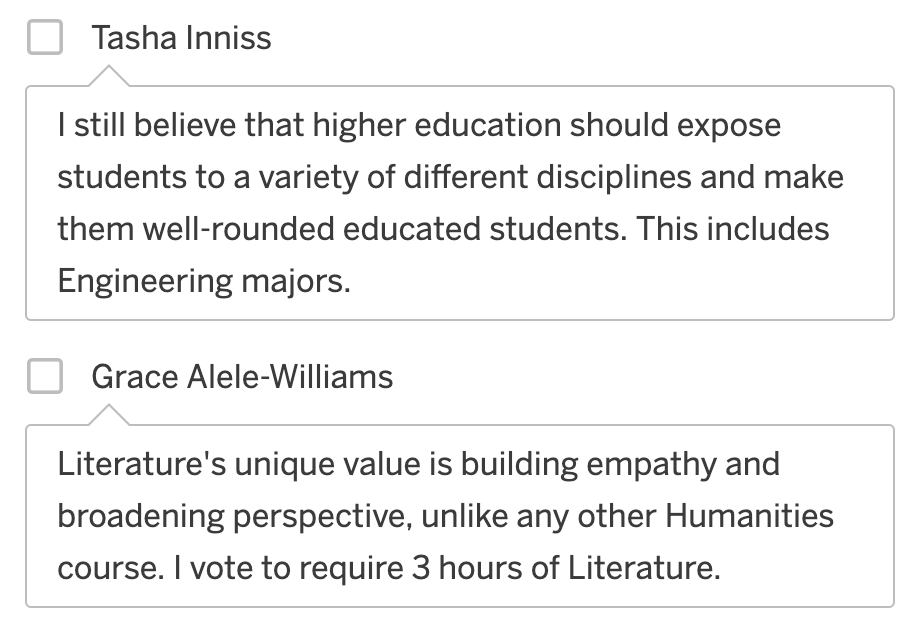 Tasha Inniss
I still believe that higher education should expose
students to a variety of different disciplines and make
them well-rounded educated students. This includes
Engineering majors.
Grace Alele-Williams
Literature's unique value is building empathy and
broadening perspective, unlike any other Humanities
course. I vote to require 3 hours of Literature.